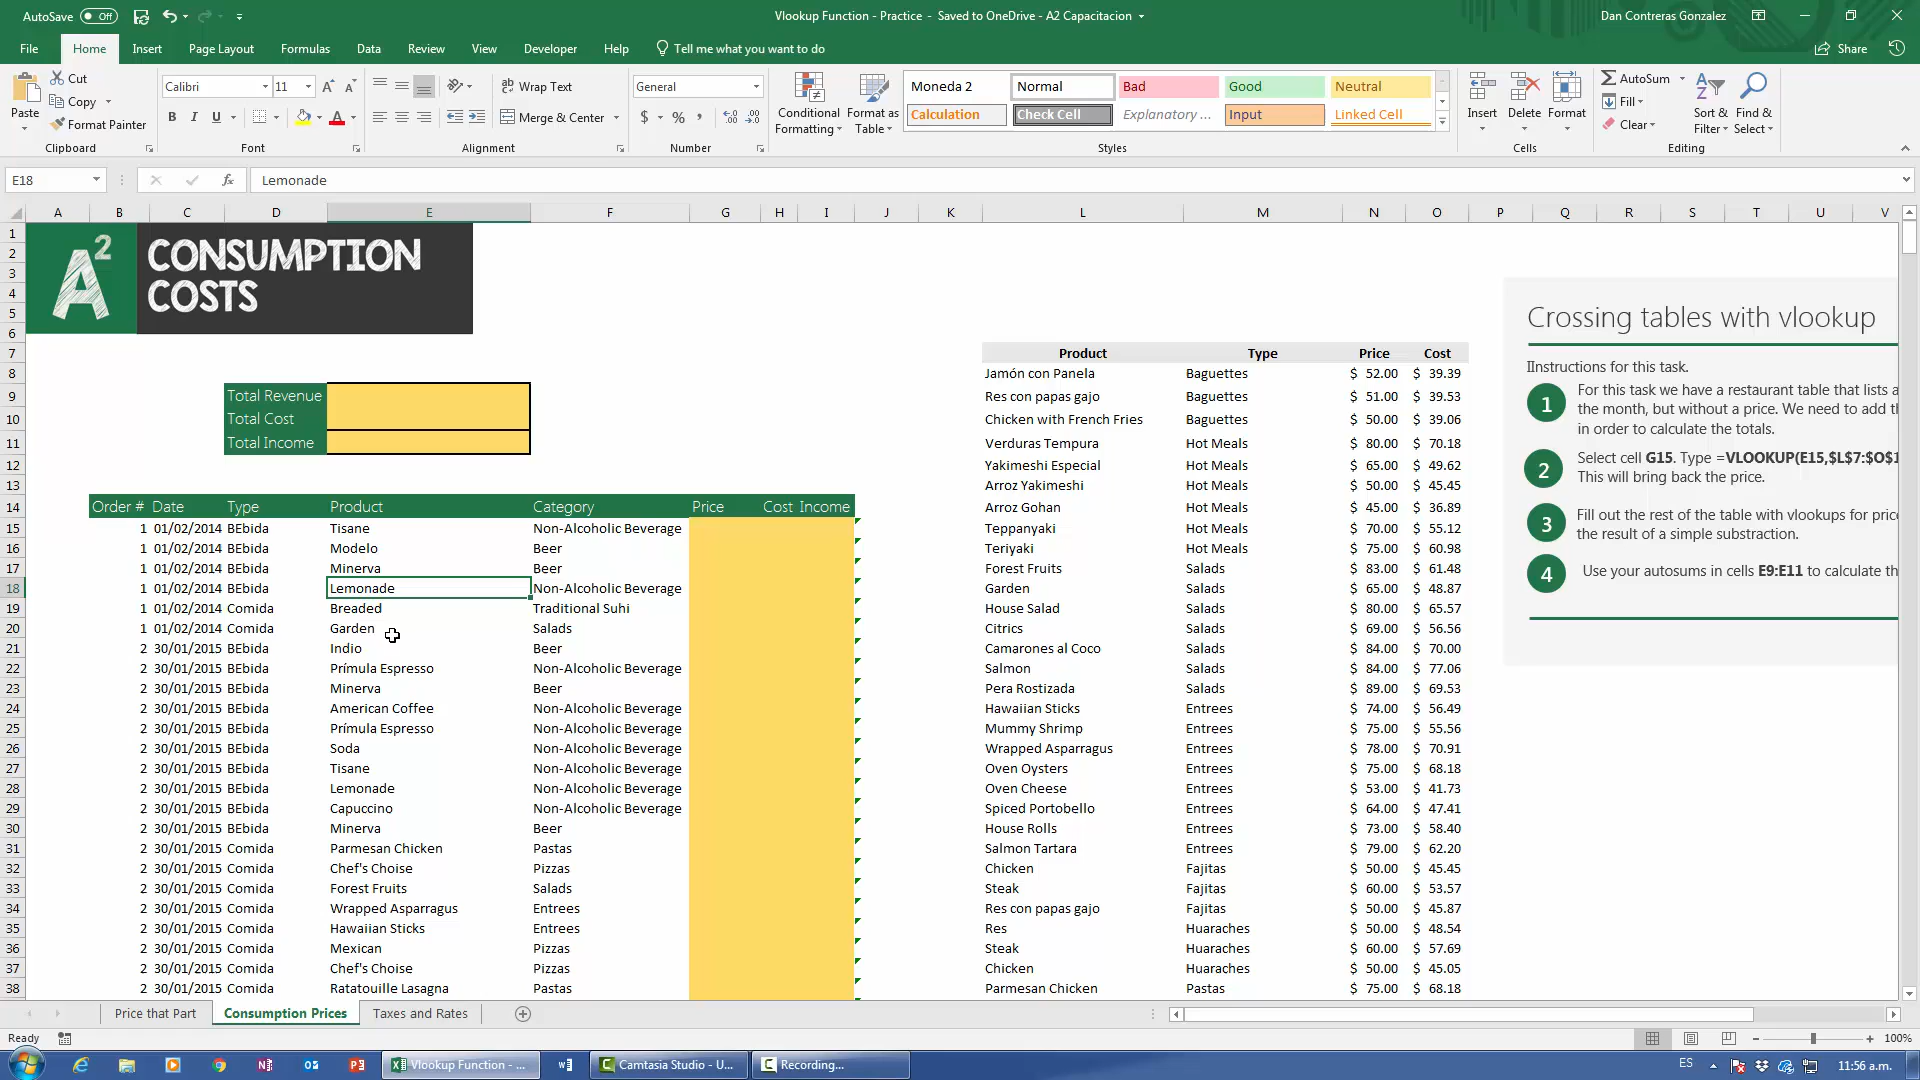 AutoSave Off
Vlookup Function - Practice - Saved to OneDrive - A2 Capacitacion
Dan Contreras Gonzalez
File Home Insert Page Layout Formulas Data Review View Developer Help Tell me what you want to do Share
Cut
Copy
Format Painter
Paste
Clipboard
Calibri 11
B I U
Font
Wrap Text
Merge & Center
Alignment
General
$ % ,
Number
Conditional Formatting
Format as Table
Moneda 2 Normal Bad Good Neutral
Calculation Check Cell Explanatory ... Input Linked Cell
Styles
Insert Delete Format
Cells
AutoSum
Fill
Clear
Sort & Filter
Find & Select
Editing
E18 fx Lemonade
A B C D E F G H I J K L M N O P Q R S T U V
A2 CONSUMPTION
COSTS
Total Revenue
Total Cost
Total Income
Order # Date Type Product Category Price Cost Income
15 1 01/02/2014 BEbida Tisane Non-Alcoholic Beverage
16 1 01/02/2014 BEbida Modelo Beer
17 1 01/02/2014 BEbida Minerva Beer
18 1 01/02/2014 BEbida Lemonade Non-Alcoholic Beverage
19 1 01/02/2014 Comida Breaded Traditional Suhi
20 1 01/02/2014 Comida Garden Salads
21 2 30/01/2015 BEbida Indio Beer
22 2 30/01/2015 BEbida Prímula Espresso Non-Alcoholic Beverage
23 2 30/01/2015 BEbida Minerva Beer
24 2 30/01/2015 BEbida American Coffee Non-Alcoholic Beverage
25 2 30/01/2015 BEbida Prímula Espresso Non-Alcoholic Beverage
26 2 30/01/2015 BEbida Soda Non-Alcoholic Beverage
27 2 30/01/2015 BEbida Tisane Non-Alcoholic Beverage
28 2 30/01/2015 BEbida Lemonade Non-Alcoholic Beverage
29 2 30/01/2015 BEbida Capuccino Non-Alcoholic Beverage
30 2 30/01/2015 BEbida Minerva Beer
31 2 30/01/2015 Comida Parmesan Chicken Pastas
32 2 30/01/2015 Comida Chef's Choise Pizzas
33 2 30/01/2015 Comida Forest Fruits Salads
34 2 30/01/2015 Comida Wrapped Asparragus Entrees
35 2 30/01/2015 Comida Hawaiian Sticks Entrees
36 2 30/01/2015 Comida Mexican Pizzas
37 2 30/01/2015 Comida Chef's Choise Pizzas
38 2 30/01/2015 Comida Ratatouille Lasagna Pastas
Product Type Price Cost
Jamón con Panela Baguettes $ 52.00 $ 39.39
Res con papas gajo Baguettes $ 51.00 $ 39.53
Chicken with French Fries Baguettes $ 50.00 $ 39.06
Verduras Tempura Hot Meals $ 80.00 $ 70.18
Yakimeshi Especial Hot Meals $ 65.00 $ 49.62
Arroz Yakimeshi Hot Meals $ 50.00 $ 45.45
Arroz Gohan Hot Meals $ 45.00 $ 36.89
Teppanyaki Hot Meals $ 70.00 $ 55.12
Teriyaki Hot Meals $ 75.00 $ 60.98
Forest Fruits Salads $ 83.00 $ 61.48
Garden Salads $ 65.00 $ 48.87
House Salad Salads $ 80.00 $ 65.57
Citrics Salads $ 69.00 $ 56.56
Camarones al Coco Salads $ 84.00 $ 70.00
Salmon Salads $ 84.00 $ 77.06
Pera Rostizada Salads $ 89.00 $ 69.53
Hawaiian Sticks Entrees $ 74.00 $ 56.49
Mummy Shrimp Entrees $ 75.00 $ 55.56
Wrapped Asparragus Entrees $ 78.00 $ 70.91
Oven Oysters Entrees $ 75.00 $ 68.18
Oven Cheese Entrees $ 53.00 $ 41.73
Spiced Portobello Entrees $ 64.00 $ 47.41
House Rolls Entrees $ 73.00 $ 58.40
Salmon Tartara Entrees $ 79.00 $ 62.20
Chicken Fajitas $ 50.00 $ 45.45
Steak Fajitas $ 60.00 $ 53.57
Res con papas gajo Fajitas $ 50.00 $ 45.87
Res Huaraches $ 50.00 $ 48.54
Steak Huaraches $ 60.00 $ 57.69
Chicken Huaraches $ 50.00 $ 45.05
Parmesan Chicken Pastas $ 75.00 $ 68.18
Crossing tables with vlookup
IInstructions for this task.
1 For this task we have a restaurant table that lists a
the month, but without a price. We need to add th
in order to calculate the totals.
2 Select cell G15. Type =VLOOKUP(E15,$L$7:$O$1
This will bring back the price.
3 Fill out the rest of the table with vlookups for price
the result of a simple substraction.
4 Use your autosums in cells E9:E11 to calculate th
Price that Part Consumption Prices Taxes and Rates
Ready 100%
Vlookup Function - ... Camtasia Studio - U... Recording... ES 11:56 a.m.